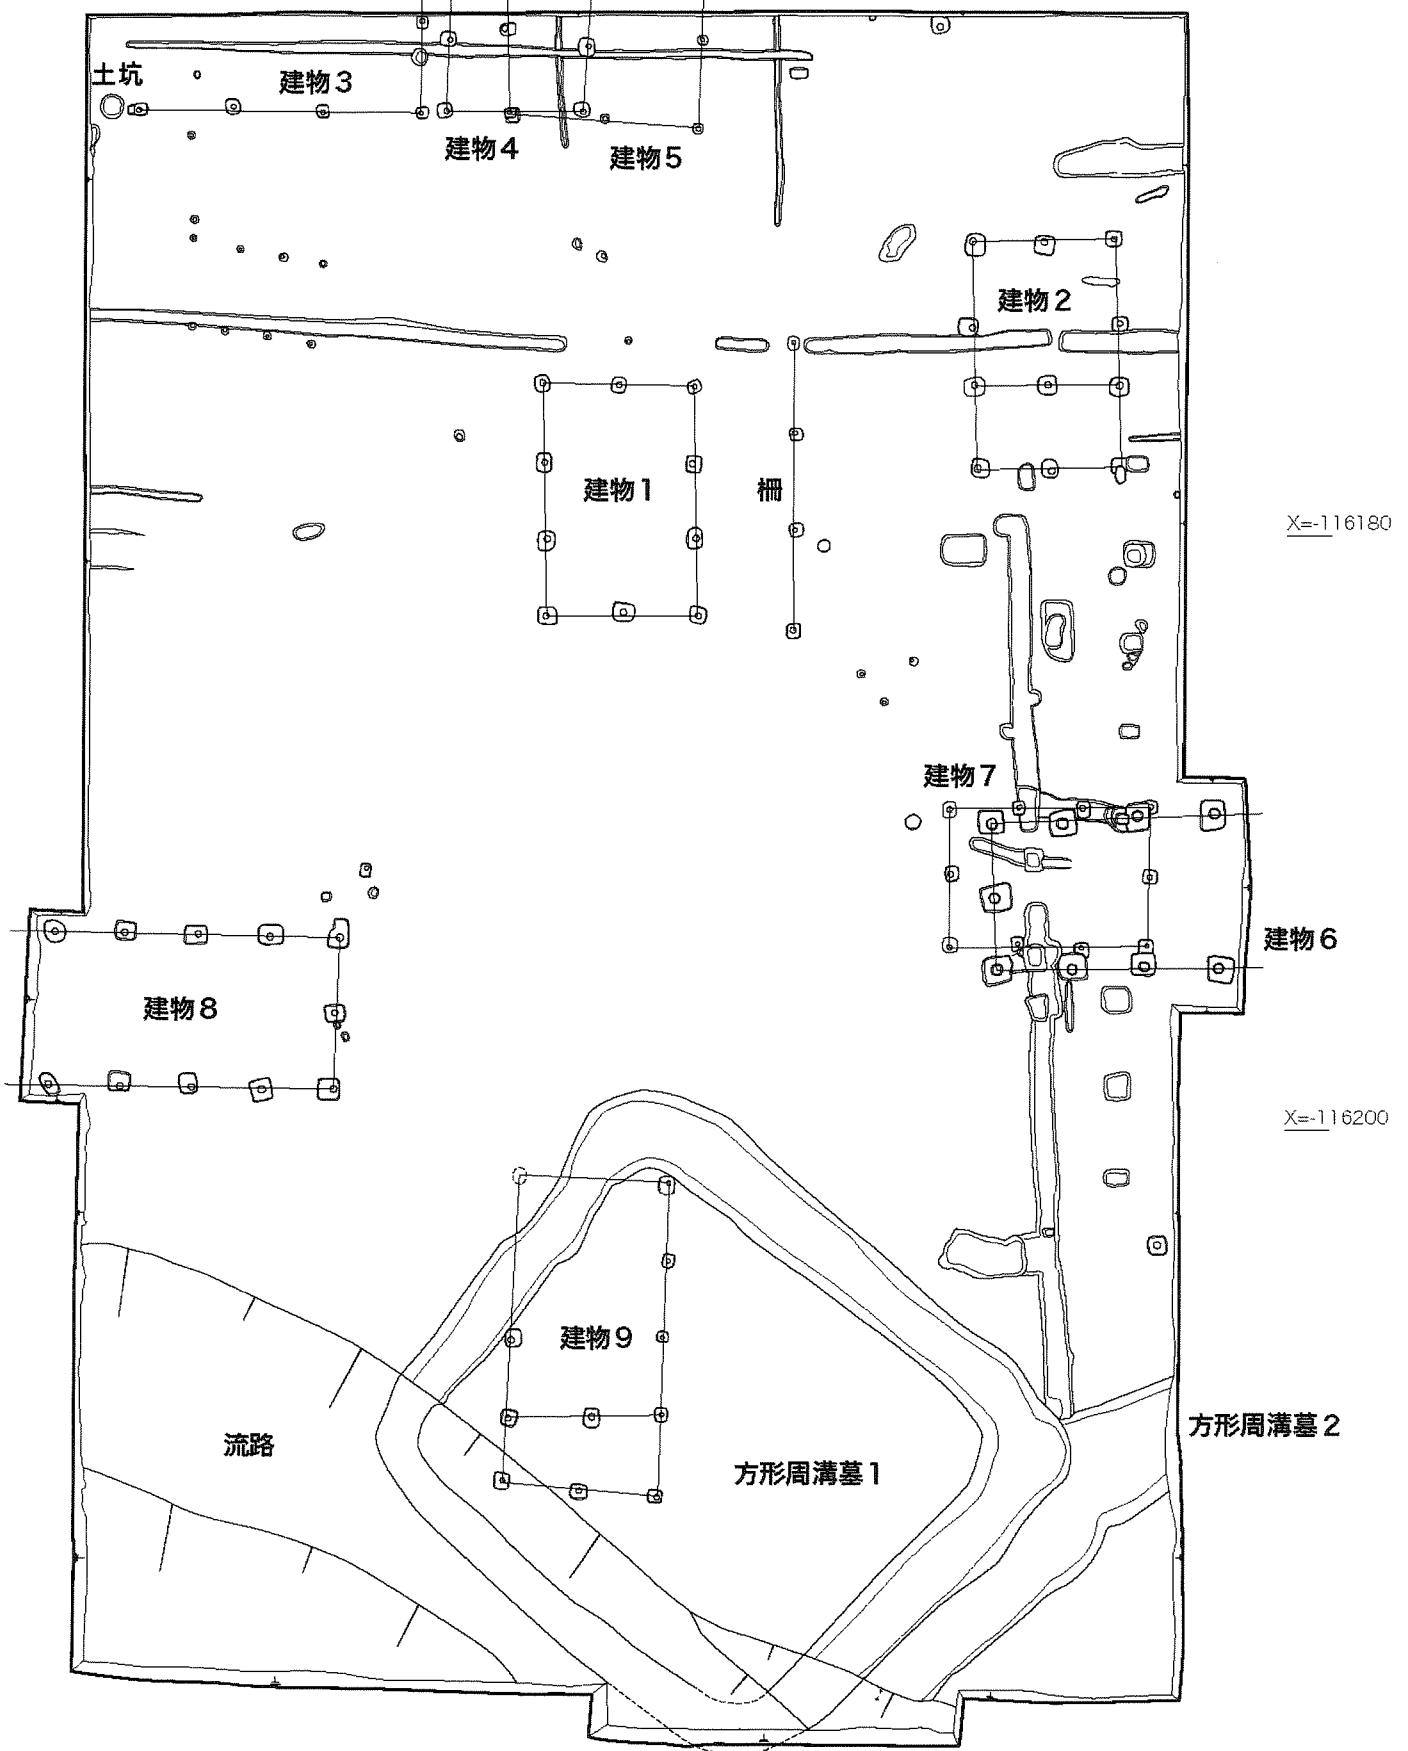 土坑
建物３
建物４
建物５
建物２
建物１
柵
X=-116180
建物７
建物６
建物８
X=-116200
建物９
流路
方形周溝墓１
方形周溝墓２